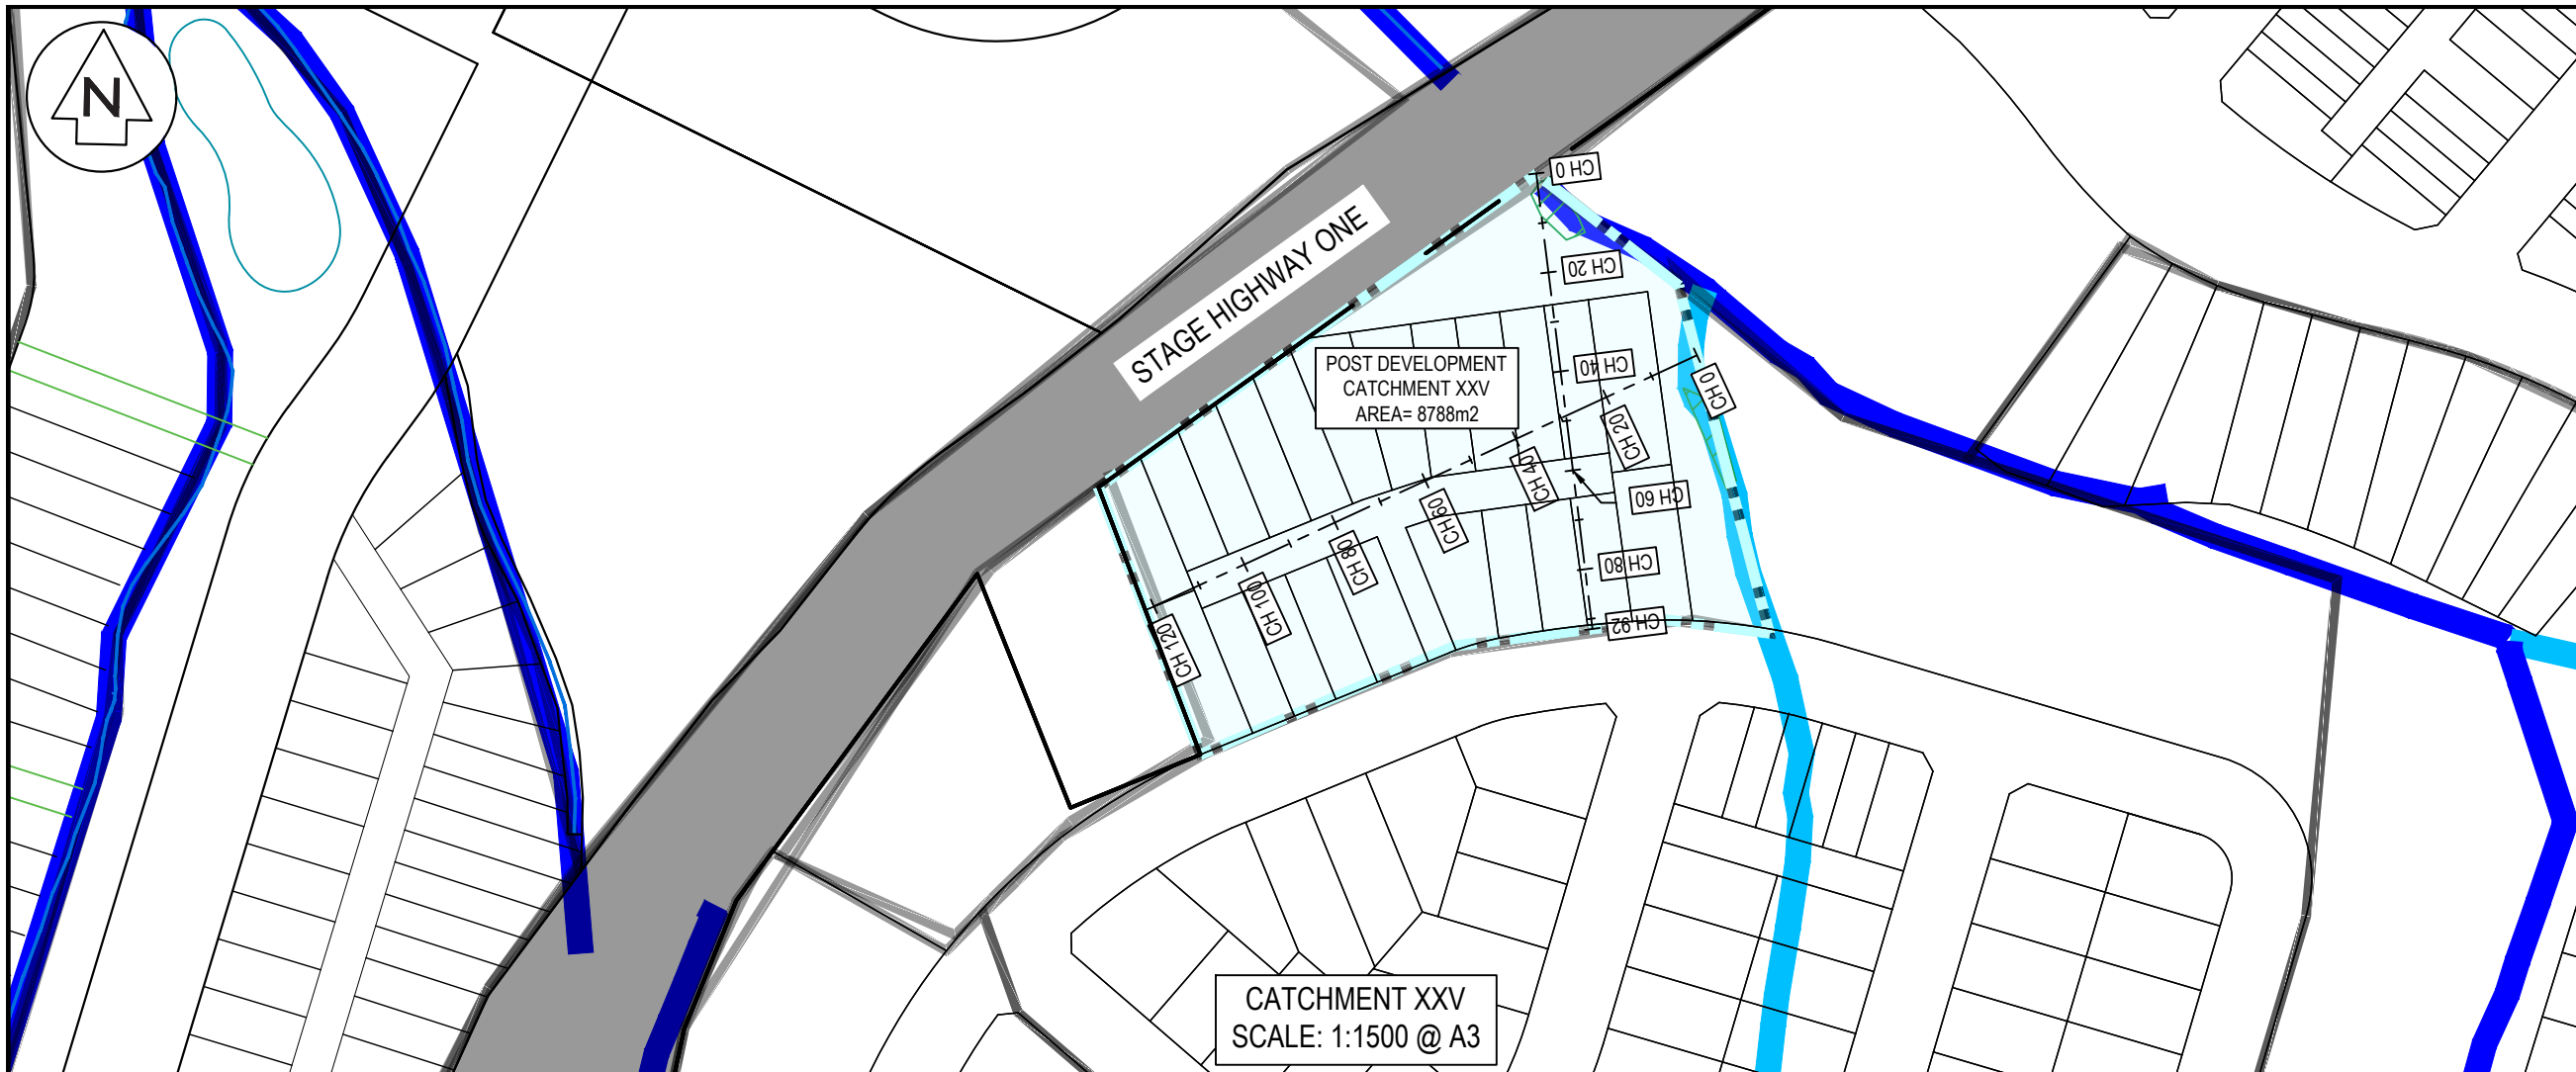 N
CH 0
STAGE HIGHWAY ONE
CH 20
POST DEVELOPMENT
CATCHMENT XXV
AREA= 8788m2
CH 40
CH 0
CH 20
CH 40
CH 60
CH 60
CH 80
CH 80
CH 100
CH 92
CH 120
CATCHMENT XXV
SCALE: 1:1500 @ A3